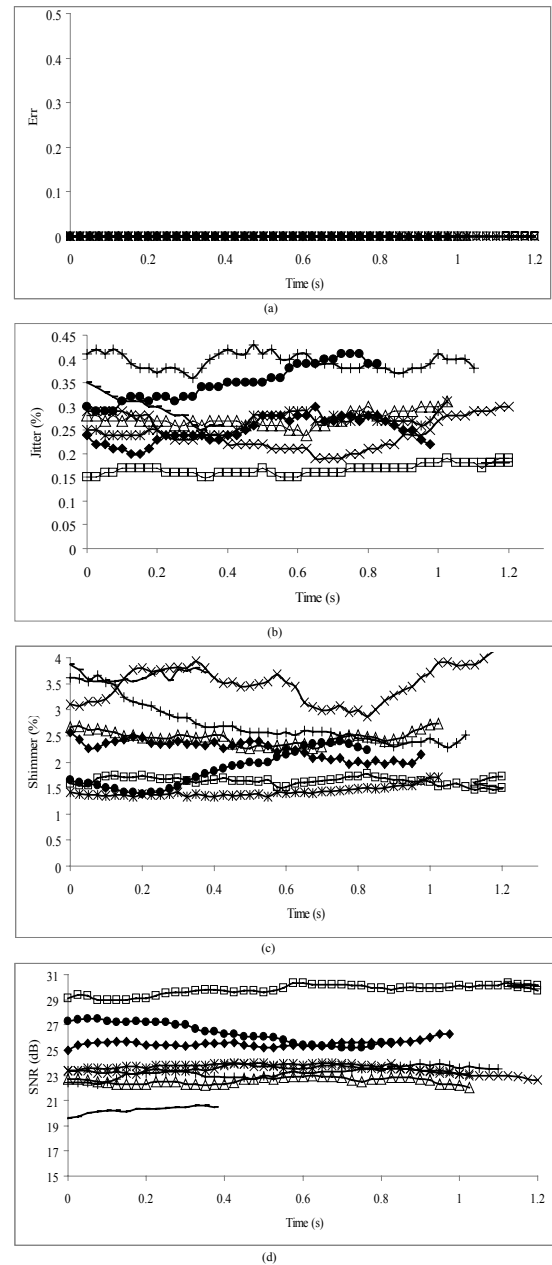 0.5
0.4
0.3
0.2
0.1
0
Err
0 0.2 0.4 0.6 0.8 1 1.2
Time (s)
(a)
0.45
0.4
0.35
0.3
0.25
0.2
0.15
0.1
0.05
0
Jitter (%)
0 0.2 0.4 0.6 0.8 1 1.2
Time (s)
(b)
4
3.5
3
2.5
2
1.5
1
0.5
0
Shimmer (%)
0 0.2 0.4 0.6 0.8 1 1.2
Time (s)
(c)
31
29
27
25
23
21
19
17
15
SNR (dB)
0 0.2 0.4 0.6 0.8 1 1.2
Time (s)
(d)